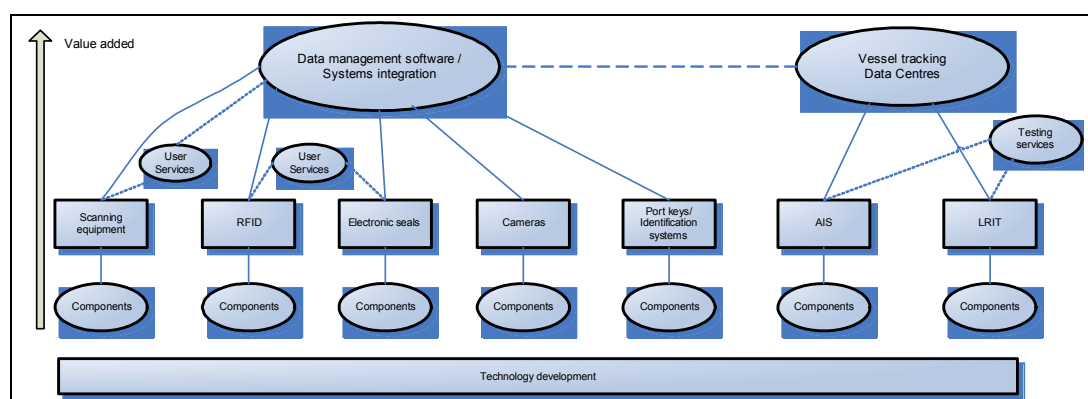 Value added
Data management software /
Systems integration
Vessel tracking
Data Centres
Testing
services
User
Services
User
Services
Scanning
equipment
RFID
Electronic seals
Cameras
Port keys/
Identification
systems
AIS
LRIT
Components
Components
Components
Components
Components
Components
Components
Technology development